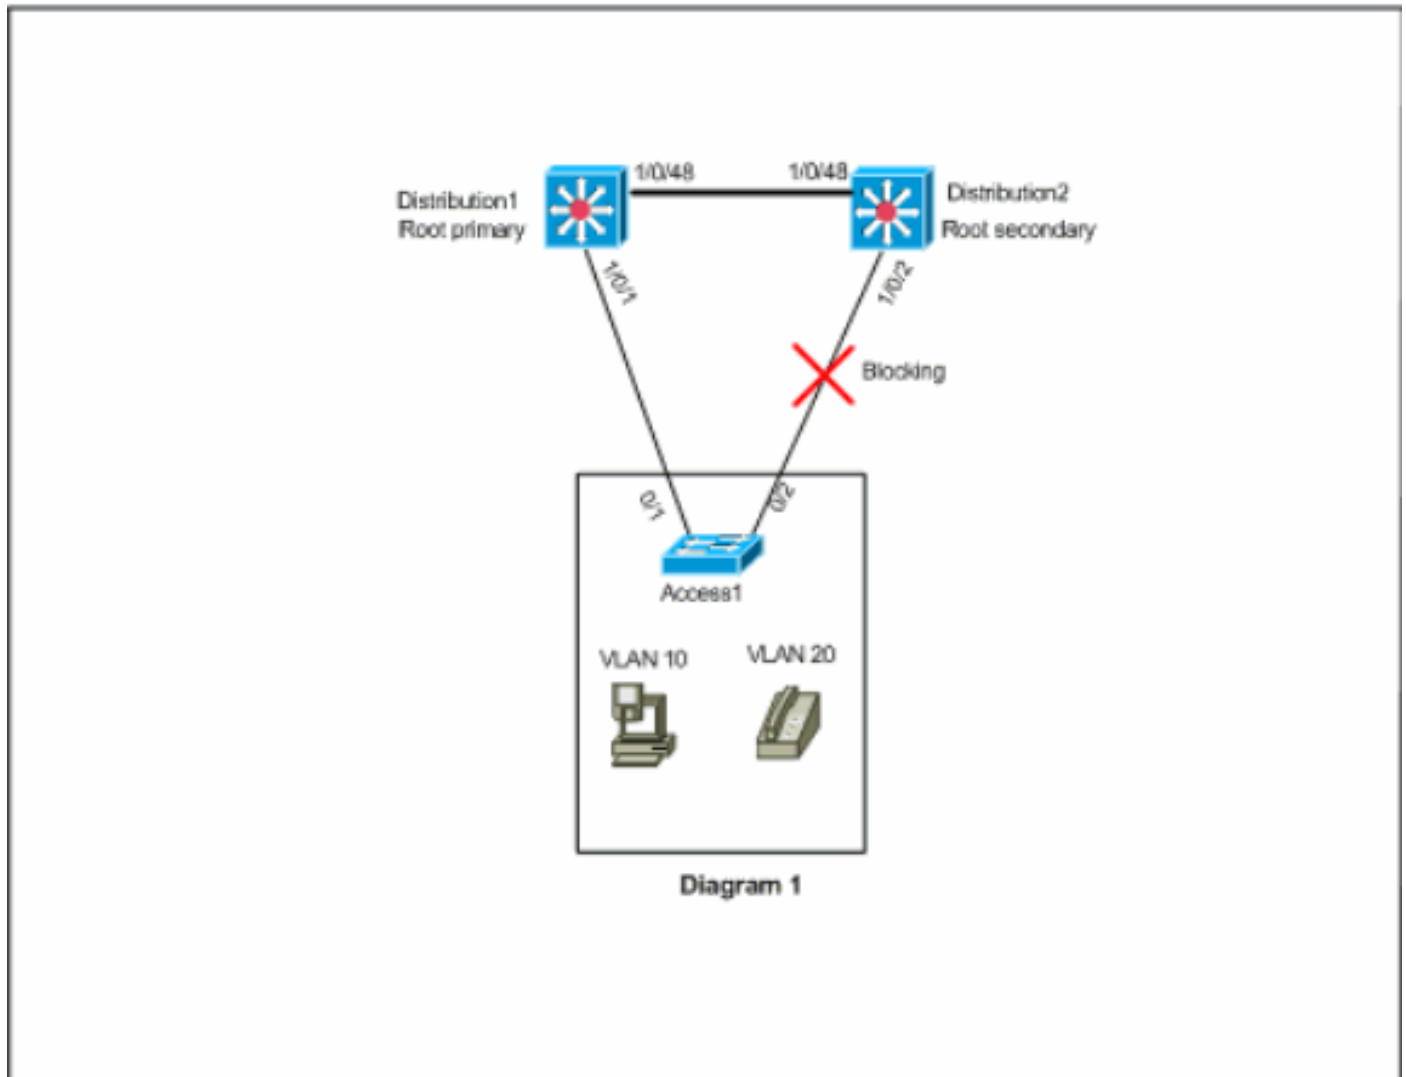 1/0/48
1/0/48
Distribution1
Root primary
Distribution2
Root secondary
1/0/1
1/0/2
Blocking
0/1
0/2
Access1
VLAN 10
VLAN 20
Diagram 1